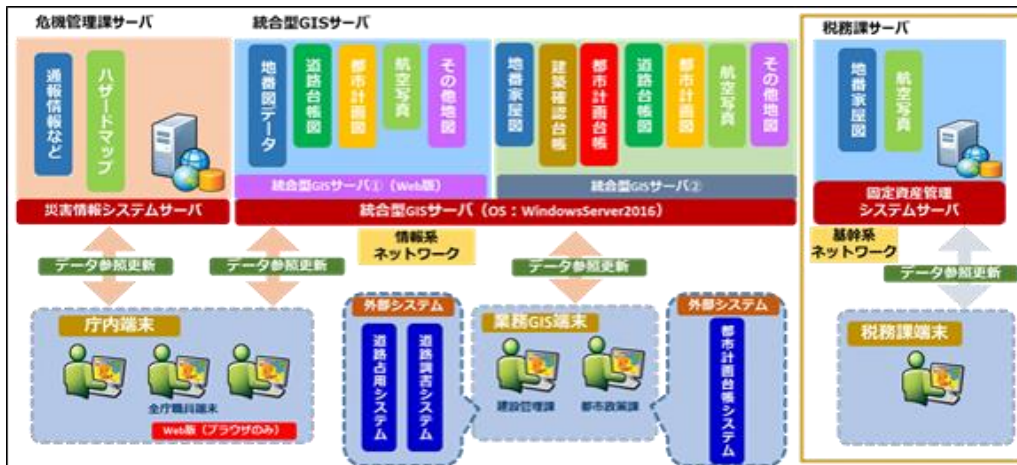 危機管理課サーバ
通報情報など
ハザードマップ
災害情報システムサーバ
統合型GISサーバ
地番図データ
道路台帳図
都市計画図
航空写真
その他地図
統合型GISサーバ①（Web版）
地番家屋図
建築確認台帳
都市計画台帳
道路台帳図
都市計画図
航空写真
その他地図
統合型GISサーバ②
統合型GISサーバ（OS：WindowsServer2016）
税務課サーバ
地番家屋図
航空写真
固定資産管理
システムサーバ
情報系
ネットワーク
基幹系
ネットワーク
データ参照更新
データ参照更新
データ参照更新
データ参照更新
庁内端末
全庁職員端末
Web版（ブラウザのみ）
外部システム
道路占用システム
道路調書システム
業務GIS端末
建設管理課
都市政策課
外部システム
都市計画台帳システム
税務課端末